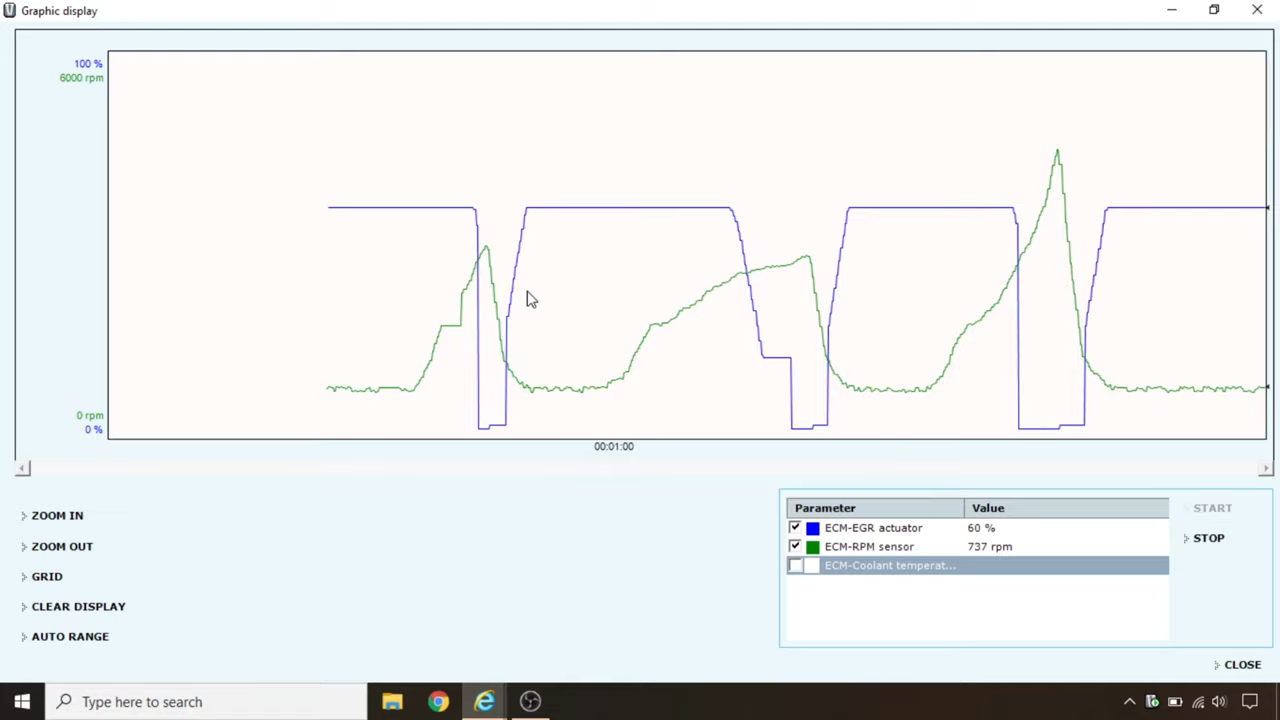 Graphic display
100 %
6000 rpm
0 rpm
0 %
00:01:00
ZOOM IN
ZOOM OUT
GRID
CLEAR DISPLAY
AUTO RANGE
Parameter Value
ECM-EGR actuator 60 %
ECM-RPM sensor 737 rpm
ECM-Coolant temperat...
START
STOP
CLOSE
Type here to search